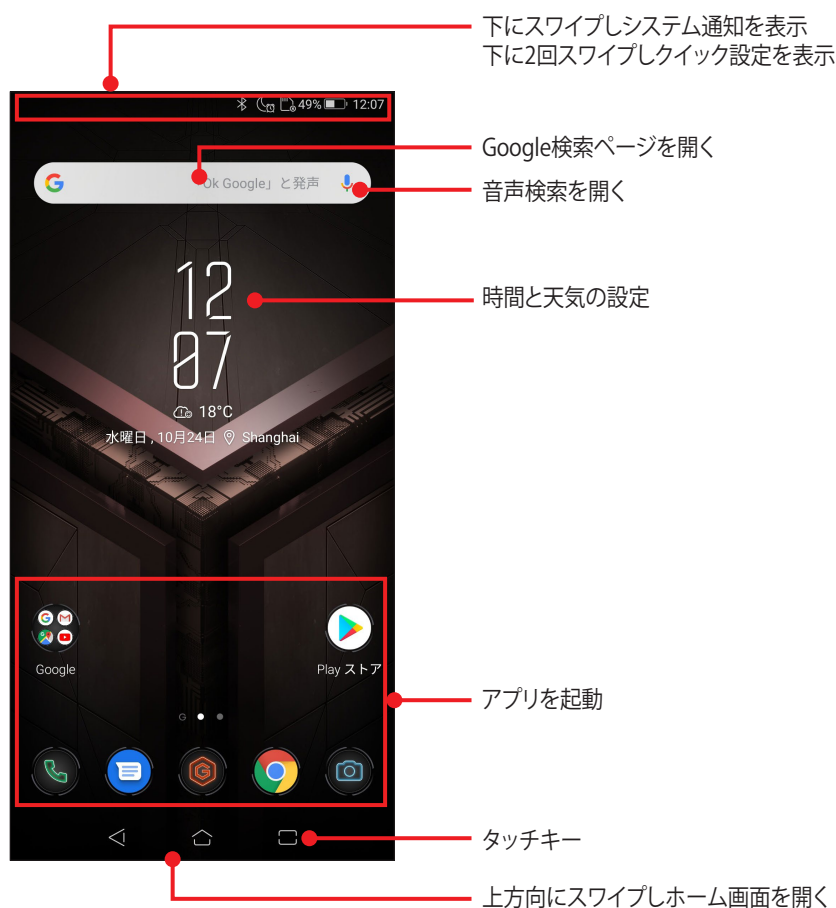 下にスワイプしシステム通知を表示
下に2回スワイプしクイック設定を表示
49% 12:07
Google検索ページを開く
Ok Google」と発声
音声検索を開く
12
07
時間と天気の設定
18°C
水曜日 , 10月24日 Shanghai
Google
Play ストア
アプリを起動
G
タッチキー
上方向にスワイプしホーム画面を開く